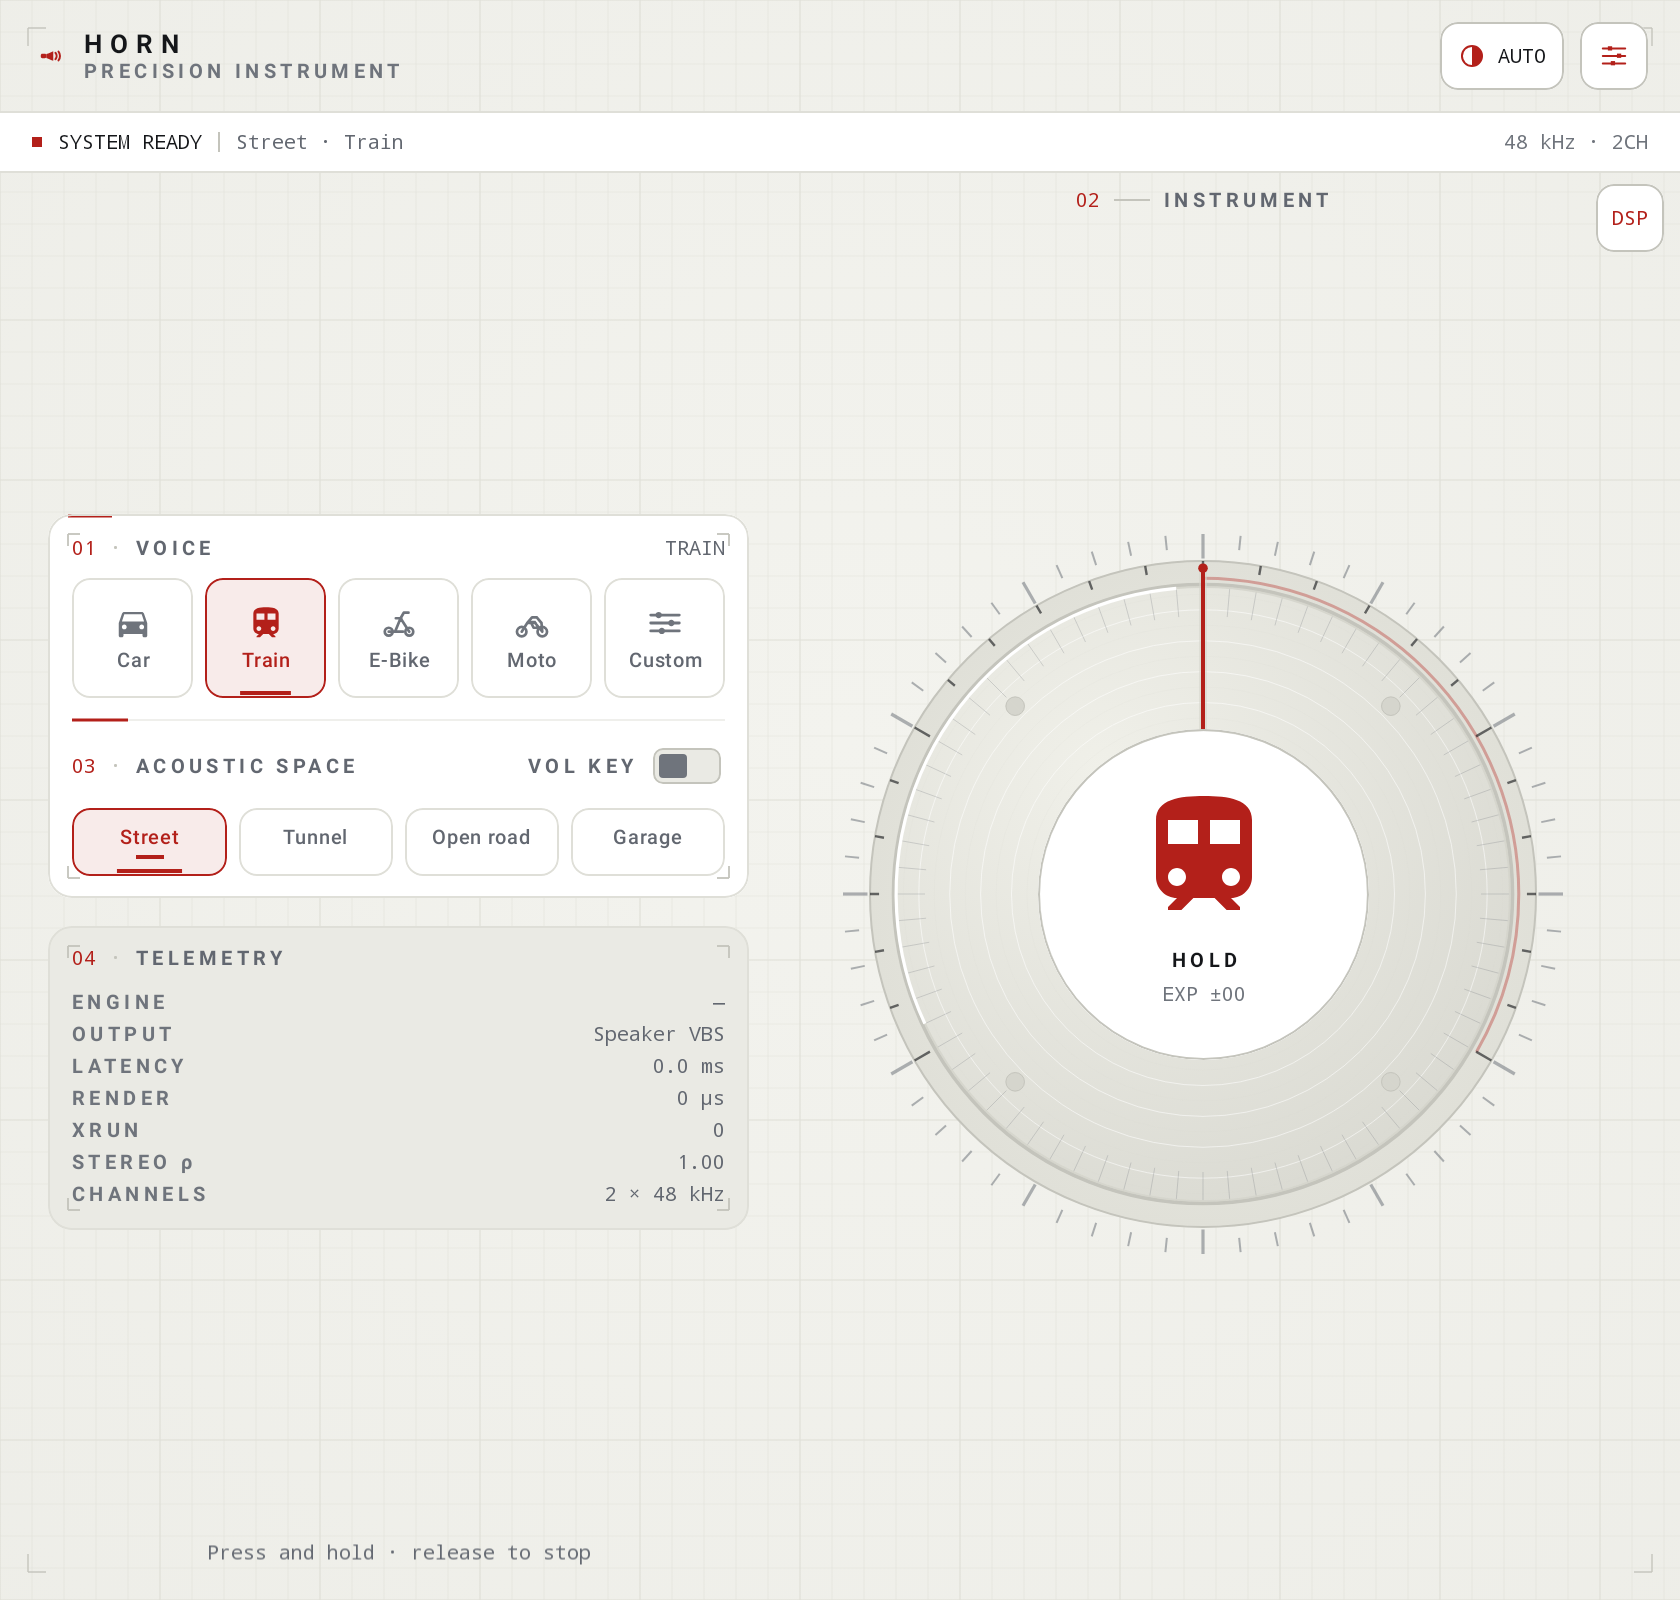 HORN
PRECISION INSTRUMENT
AUTO
SYSTEM READY | Street · Train
48 kHz · 2CH
02 — INSTRUMENT
DSP
01 · VOICE
TRAIN
Car
Train
E-Bike
Moto
Custom
03 · ACOUSTIC SPACE
VOL KEY
Street
Tunnel
Open road
Garage
04 · TELEMETRY
ENGINE —
OUTPUT Speaker VBS
LATENCY 0.0 ms
RENDER 0 µs
XRUN 0
STEREO ρ 1.00
CHANNELS 2 × 48 kHz
HOLD
EXP ±00
Press and hold · release to stop